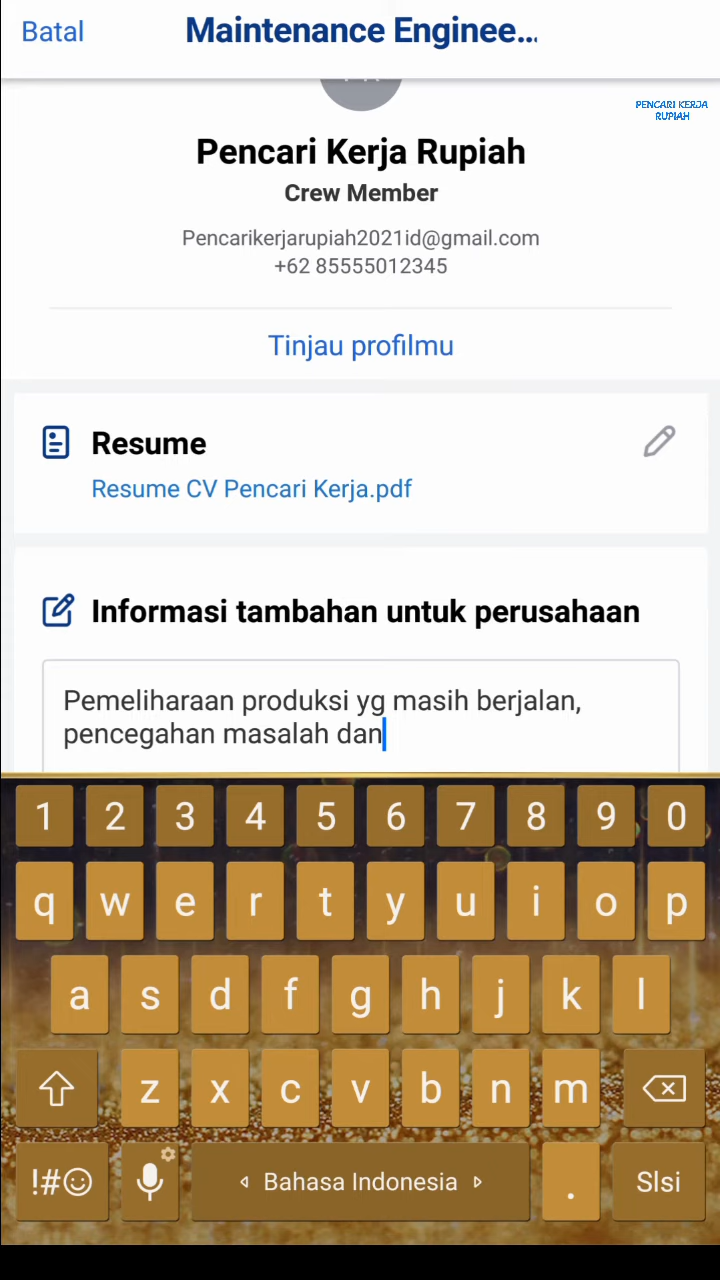 Batal
Maintenance Enginee...
PENCARI KERJA
RUPIAH
Pencari Kerja Rupiah
Crew Member
Pencarikerjarupiah2021id@gmail.com
+62 85555012345
Tinjau profilmu
Resume
Resume CV Pencari Kerja.pdf
Informasi tambahan untuk perusahaan
Pemeliharaan produksi yg masih berjalan,
pencegahan masalah dan
1 2 3 4 5 6 7 8 9 0
q w e r t y u i o p
a s d f g h j k l
z x c v b n m
!#☺ Bahasa Indonesia . Slsi